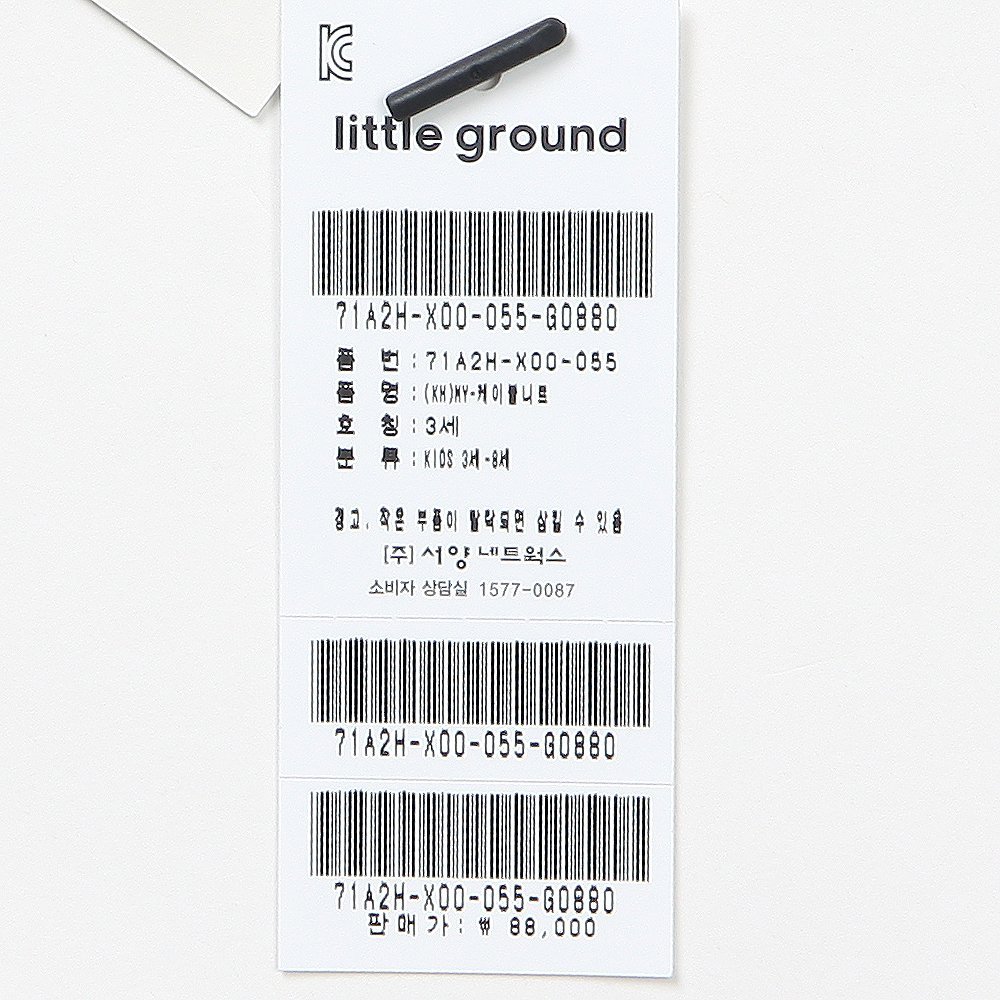 KC
little ground
71A2H-X00-055-G0880
품 번 : 71A2H-X00-055
품 명 : (KH)MY-케이블니트
호 칭 : 3세
분 류 : KIDS 3세-8세
경고. 작은 부품이 탈락되면 삼킬 수 있음
[주] 서양네트웍스
소비자 상담실 1577-0087
71A2H-X00-055-G0880
71A2H-X00-055-G0880
판매가: ₩ 88,000